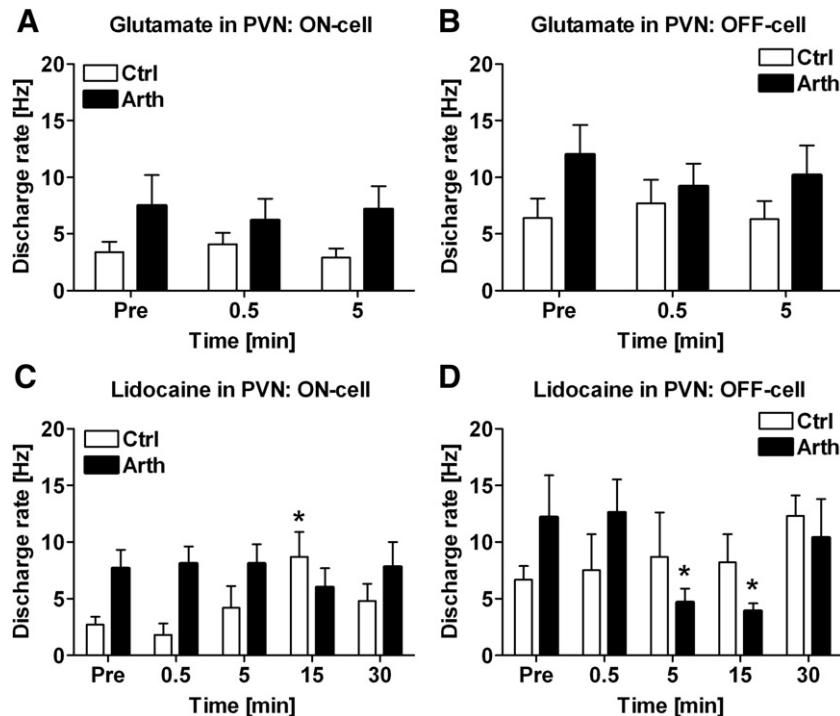 A
Glutamate in PVN: ON-cell
Ctrl
Arth
Discharge rate [Hz]
20
15
10
5
0
Pre 0.5 5
Time [min]
B
Glutamate in PVN: OFF-cell
Ctrl
Arth
Dsicharge rate [Hz]
20
15
10
5
0
Pre 0.5 5
Time [min]
C
Lidocaine in PVN: ON-cell
Ctrl
Arth
Discharge rate [Hz]
20
15
10
5
0
*
Pre 0.5 5 15 30
Time [min]
D
Lidocaine in PVN: OFF-cell
Ctrl
Arth
Discharge rate [Hz]
20
15
10
5
0
* *
Pre 0.5 5 15 30
Time [min]